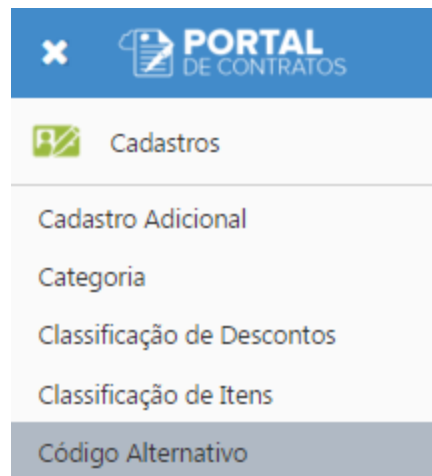 PORTAL
DE CONTRATOS
Cadastros
Cadastro Adicional
Categoria
Classificação de Descontos
Classificação de Itens
Código Alternativo